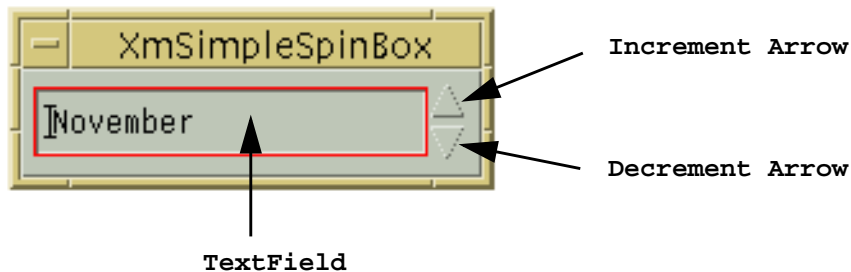 XmSimpleSpinBox
Increment Arrow
November
Decrement Arrow
TextField